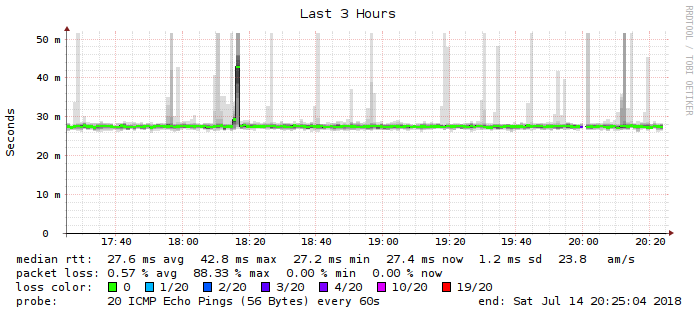 Last 3 Hours
RRDTOOL / TOBI OETIKER
Seconds
50 m
40 m
30 m
20 m
10 m
0
17:40 18:00 18:20 18:40 19:00 19:20 19:40 20:00 20:20
median rtt: 27.6 ms avg 42.8 ms max 27.2 ms min 27.4 ms now 1.2 ms sd 23.8 am/s
packet loss: 0.57 % avg 88.33 % max 0.00 % min 0.00 % now
loss color: 0 1/20 2/20 3/20 4/20 10/20 19/20
probe: 20 ICMP Echo Pings (56 Bytes) every 60s end: Sat Jul 14 20:25:04 2018